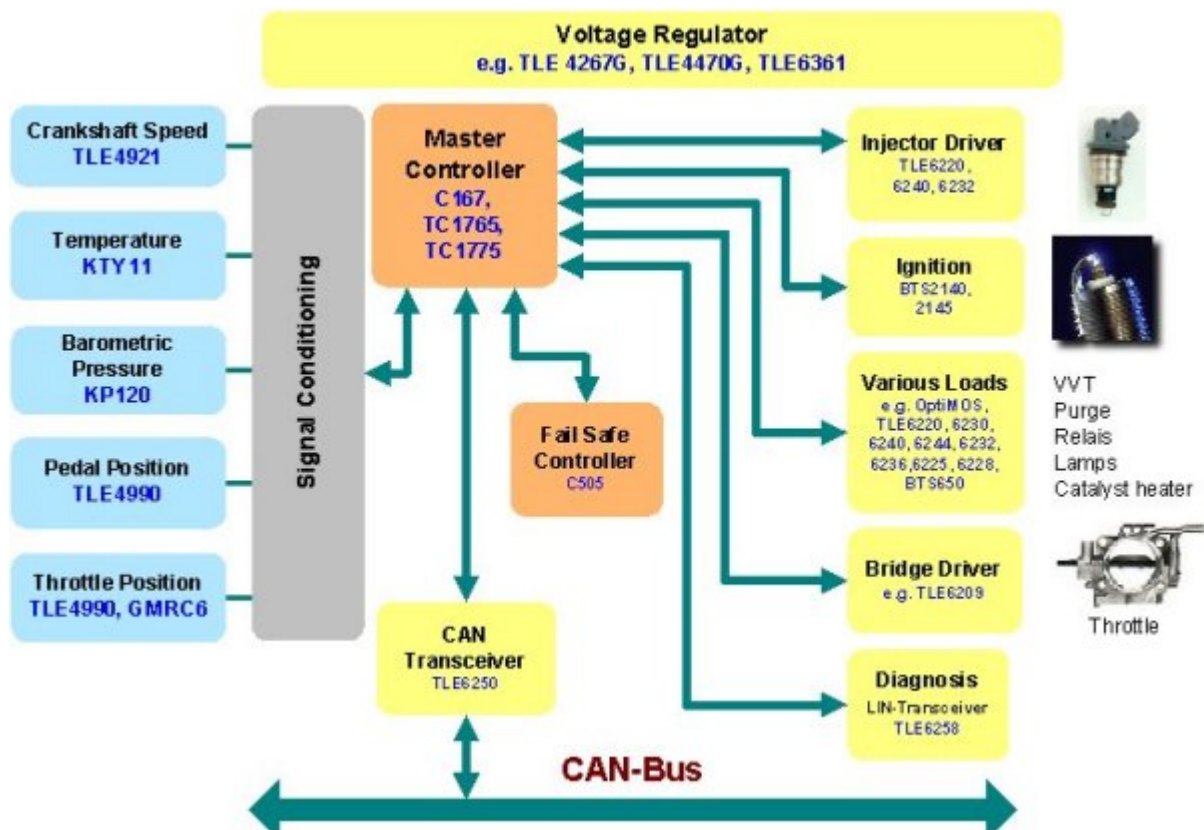 Voltage Regulator
e.g. TLE 4267G, TLE4470G, TLE6361
Crankshaft Speed
TLE4921
Temperature
KTY11
Barometric
Pressure
KP120
Pedal Position
TLE4990
Throttle Position
TLE4990, GMRC6
Signal Conditioning
Master
Controller
C167,
TC1765,
TC1775
Fail Safe
Controller
C505
CAN
Transceiver
TLE6250
Injector Driver
TLE6220,
6240, 6232
Ignition
BTS2140,
2145
Various Loads
e.g. OptiMOS,
TLE6220, 6230,
6240, 6244, 6232,
6236,6225, 6228,
BTS650
Bridge Driver
e.g. TLE6209
Diagnosis
LIN-Transceiver
TLE6258
VVT
Purge
Relais
Lamps
Catalyst heater
Throttle
CAN-Bus